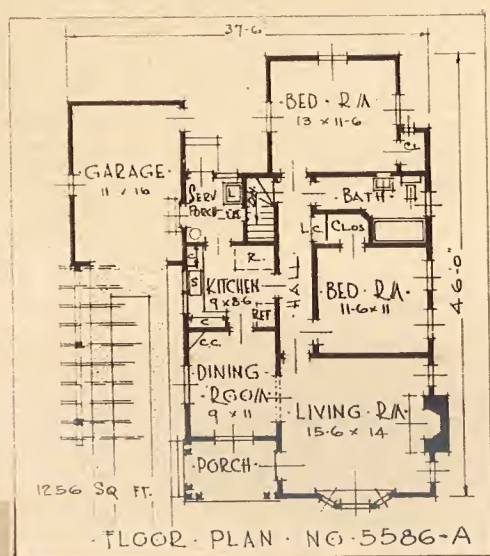 37-6
·BED·RM
13 x 11-6
CL
GARAGE·
11 x 16
SERV
PORCH
L
DN
·BATH·
L.C.
CLOS
C
R.
S
KITCHEN
9 x 8-6
HALL
·BED·RM·
11-6 x 11
46-0"
C
REF
C.C.
DINING
·ROOM
9 x 11
LIVING·RM·
15-6 x 14
·PORCH·
1256 SQ FT.
·FLOOR·PLAN·NO·5586-A